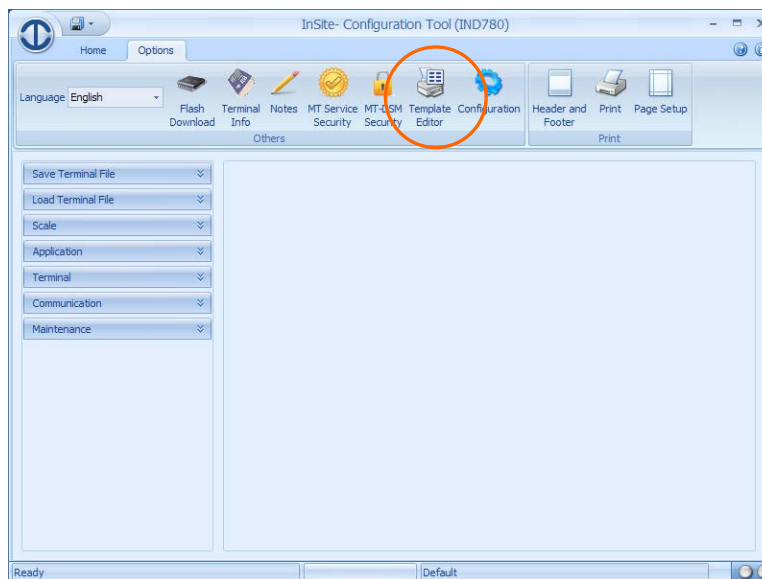 InSite- Configuration Tool (IND780)
Home Options
Language English
Flash Download
Terminal Info
Notes
MT Service Security
MT-DSM Security
Template Editor
Configuration
Header and Footer
Print
Page Setup
Others
Print
Save Terminal File
Load Terminal File
Scale
Application
Terminal
Communication
Maintenance
Ready
Default